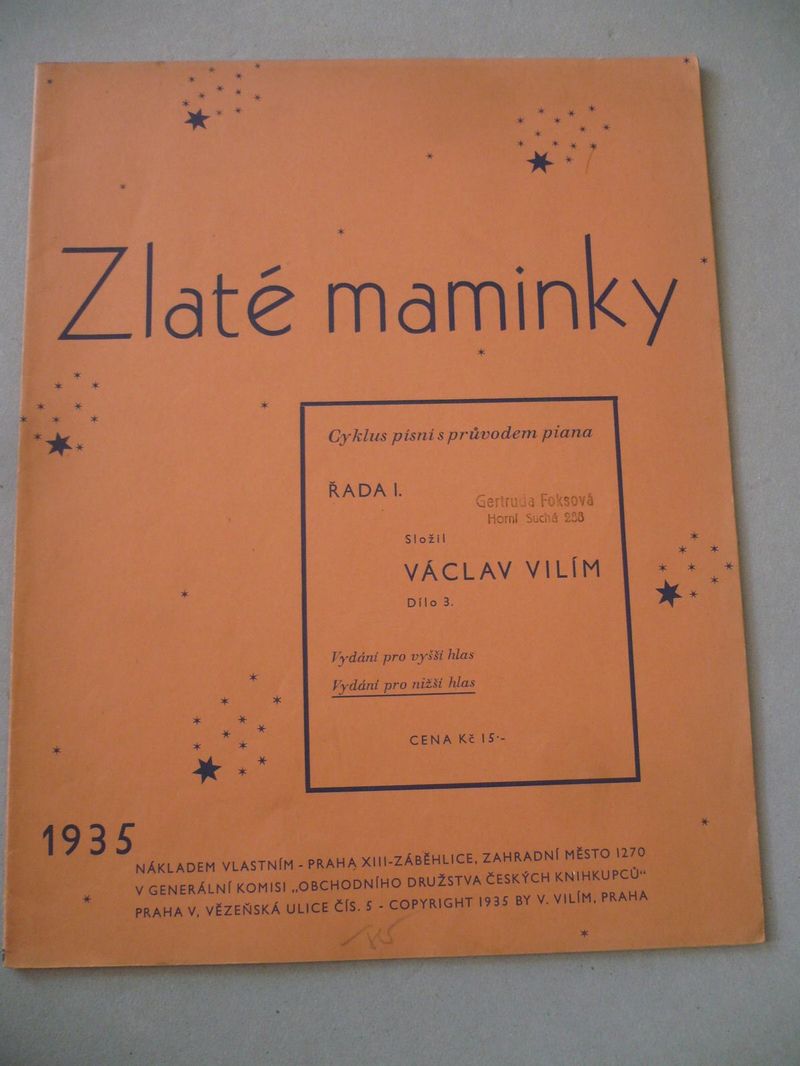 Zlaté maminky
Cyklus písní s průvodem piana
ŘADA I.
Gertruda Foksová
Horní Suchá 288
Složil
VÁCLAV VILÍM
Dílo 3.
Vydání pro vyšší hlas
Vydání pro nižší hlas
CENA Kč 15·-
1935
NÁKLADEM VLASTNÍM - PRAHA XIII-ZÁBĚHLICE, ZAHRADNÍ MĚSTO 1270
V GENERÁLNÍ KOMISI „OBCHODNÍHO DRUŽSTVA ČESKÝCH KNIHKUPCŮ“
PRAHA V, VĚZEŇSKÁ ULICE ČÍS. 5 - COPYRIGHT 1935 BY V. VILÍM, PRAHA